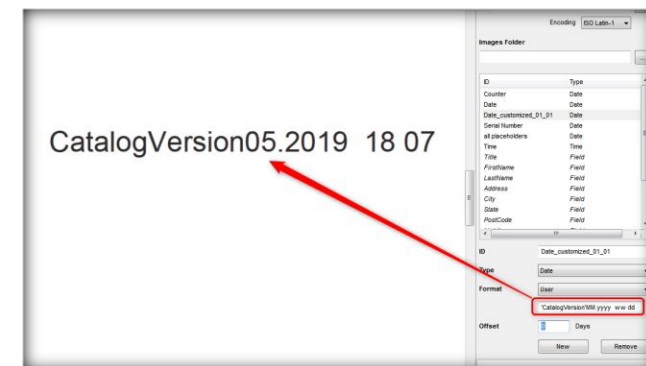 Encoding ISO Latin-1
Images Folder
...
CatalogVersion05.2019 18 07
ID Type
Counter Date
Date Date
Date_customized_01_01 Date
Serial Number Date
all placeholders Date
Time Time
Title Field
FirstName Field
LastName Field
Address Field
City Field
State Field
PostCode Field
ID Date_customized_01_01
Type Date
Format User
'CatalogVersion'MM.yyyy ww dd
Offset Days
New Remove